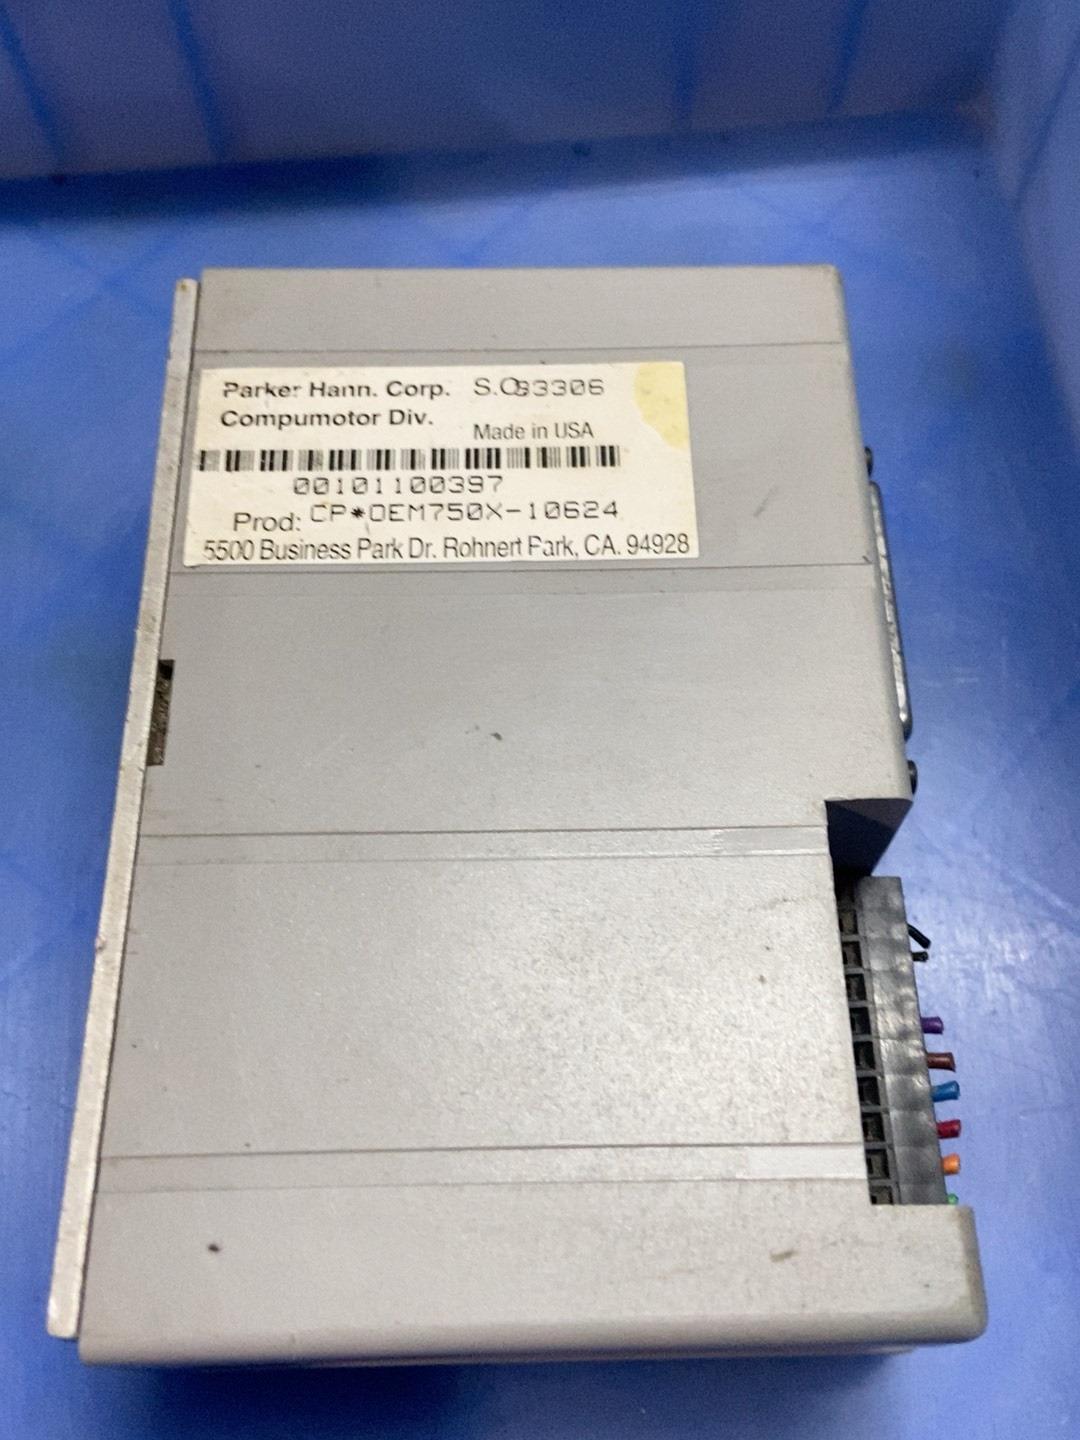 Parker Hann. Corp. S.O83306
Compumotor Div.
Made in USA
00101100397
Prod: CP*OEM750X-10624
5500 Business Park Dr. Rohnert Park, CA. 94928